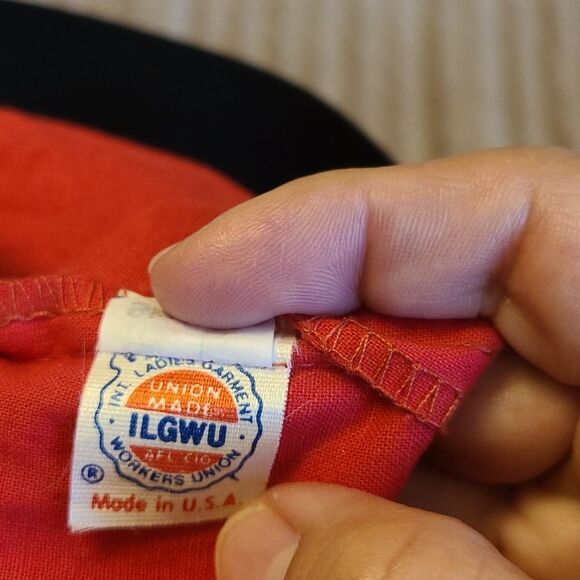 INT. LADIES GARMENT
UNION
MADE
ILGWU
AFL CIO
WORKERS UNION
®
Made in U.S.A.